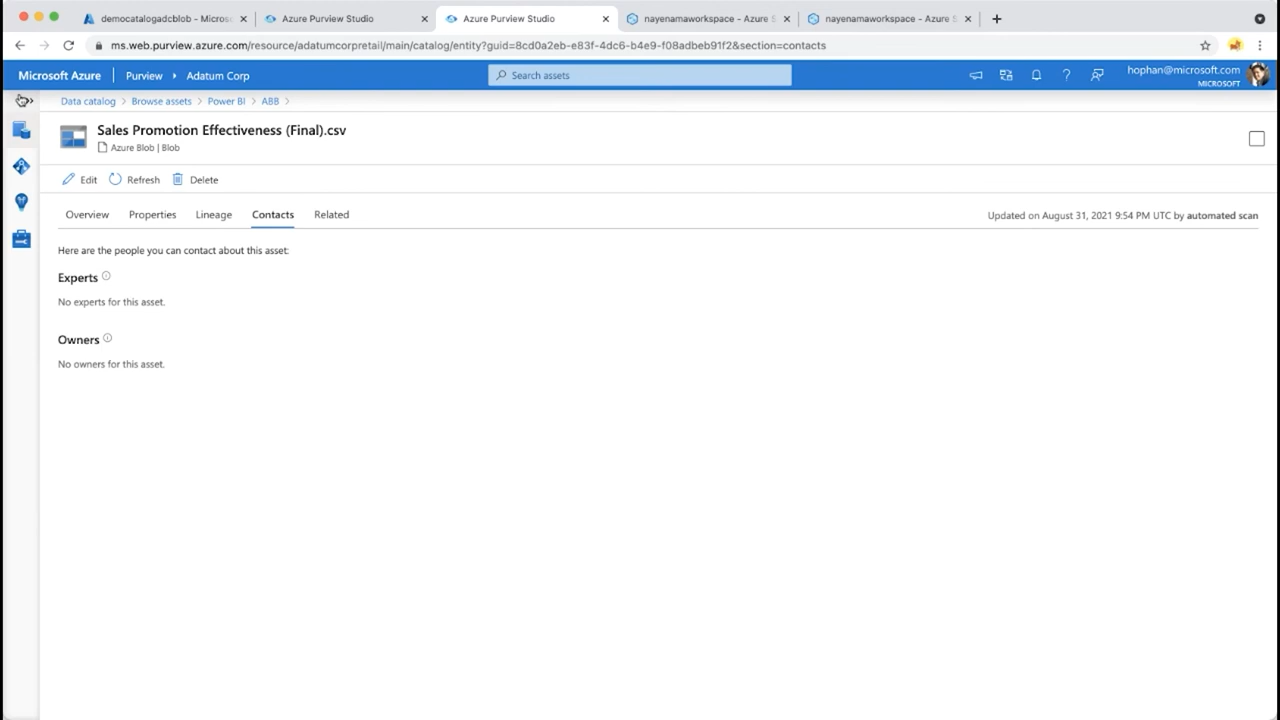 democatalogadcblob - Micros
Azure Purview Studio
Azure Purview Studio
nayenamaworkspace - Azure S
nayenamaworkspace - Azure S
ms.web.purview.azure.com/resource/adatumcorpretail/main/catalog/entity?guid=8cd0a2eb-e83f-4dc6-b4e9-f08adbeb91f2&section=contacts
Microsoft Azure
Purview
Adatum Corp
Search assets
hophan@microsoft.com
MICROSOFT
Data catalog > Browse assets > Power BI > ABB >
Sales Promotion Effectiveness (Final).csv
Azure Blob | Blob
Edit Refresh Delete
Overview Properties Lineage Contacts Related
Updated on August 31, 2021 9:54 PM UTC by automated scan
Here are the people you can contact about this asset:
Experts
No experts for this asset.
Owners
No owners for this asset.